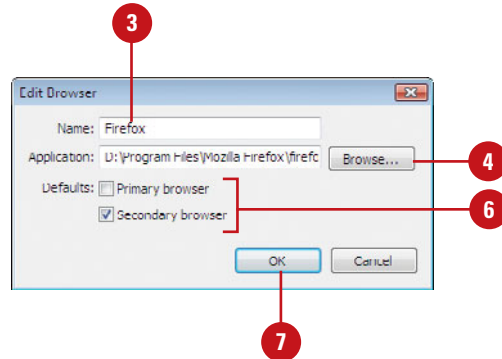 3
Edit Browser
Name: Firefox
Application: D:\Program Files\Mozilla Firefox\firefo Browse... 4
Defaults: Primary browser
Secondary browser 6
OK Cancel
7